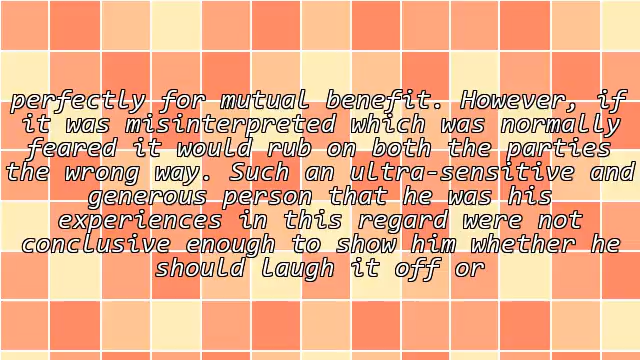 perfectly for mutual benefit. However, if
it was misinterpreted which was normally
feared it would rub on both the parties
the wrong way. Such an ultra-sensitive and
generous person that he was his
experiences in this regard were not
conclusive enough to show him whether he
should laugh it off or